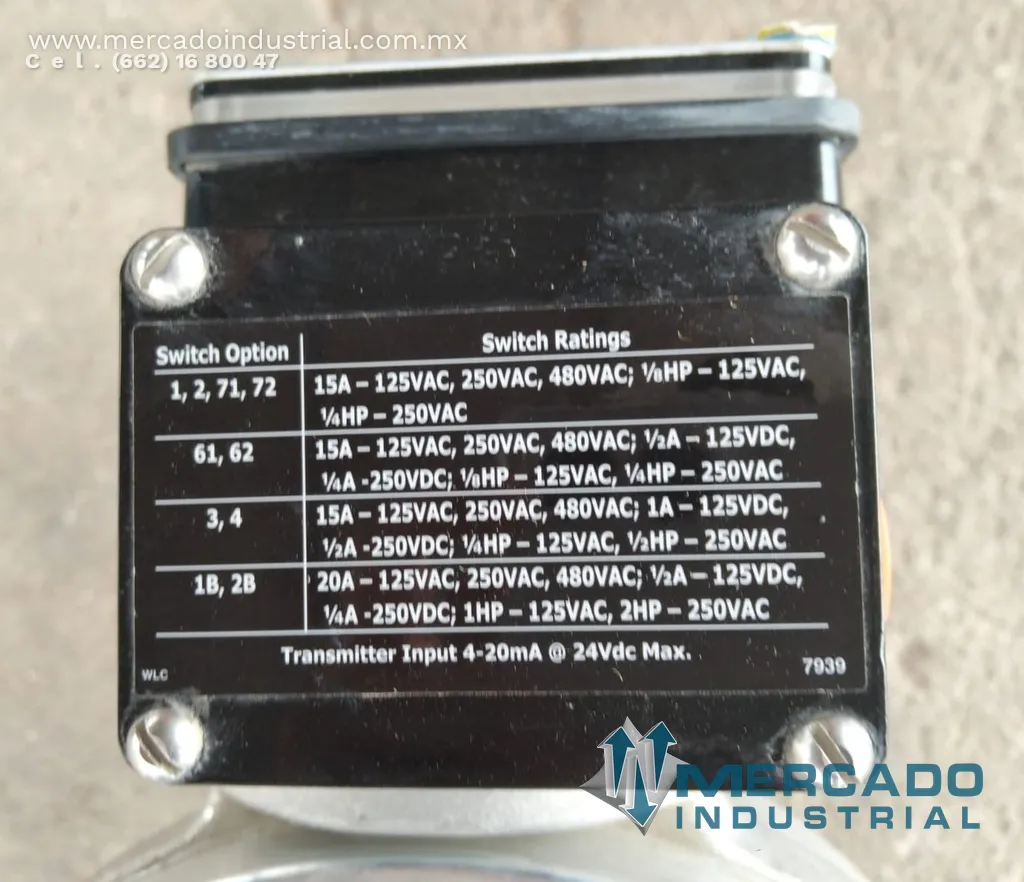 www.mercadoindustrial.com.mx
Cel. (662) 16 800 47
Switch Option Switch Ratings
1, 2, 71, 72 15A – 125VAC, 250VAC, 480VAC; ⅛HP – 125VAC,
¼HP – 250VAC
61, 62 15A – 125VAC, 250VAC, 480VAC; ½A – 125VDC,
¼A -250VDC; ⅛HP – 125VAC, ¼HP – 250VAC
3, 4 15A – 125VAC, 250VAC, 480VAC; 1A – 125VDC,
½A -250VDC; ¼HP – 125VAC, ½HP – 250VAC
1B, 2B 20A – 125VAC, 250VAC, 480VAC; ½A – 125VDC,
¼A -250VDC; 1HP – 125VAC, 2HP – 250VAC
Transmitter Input 4-20mA @ 24Vdc Max.
WLC 7939
MERCADO
INDUSTRIAL